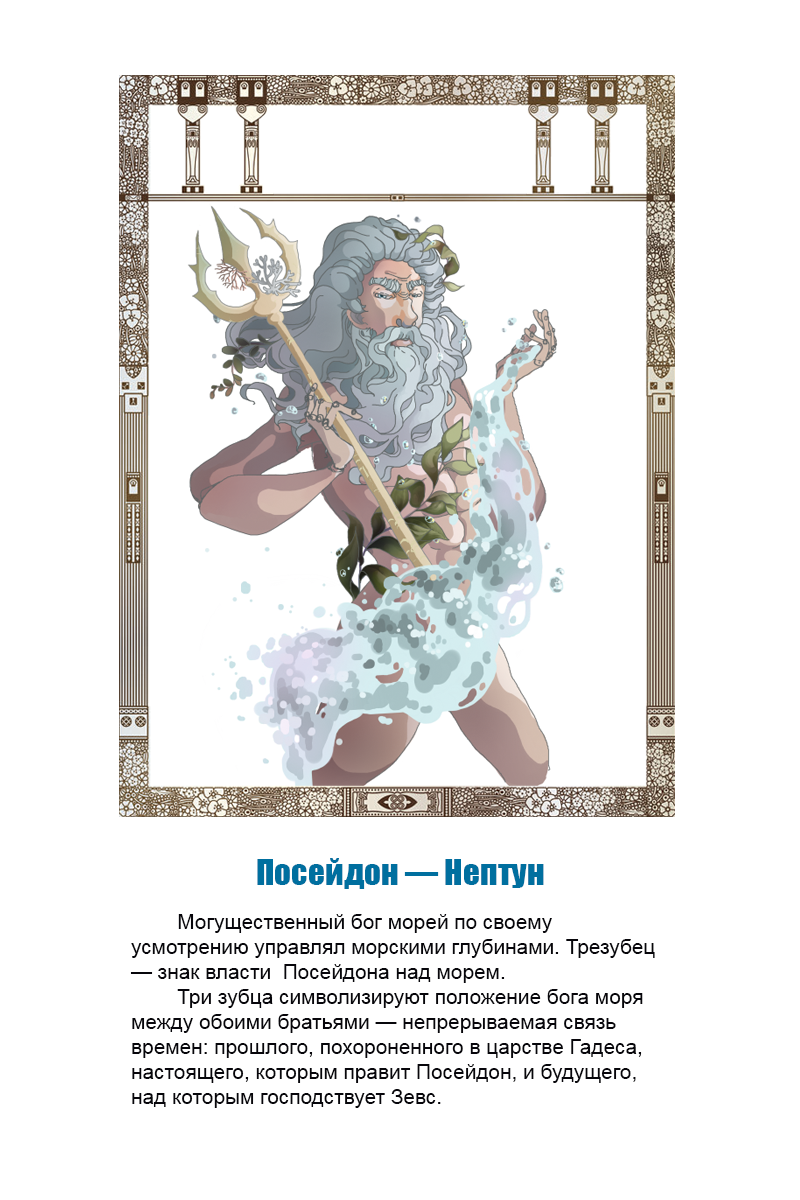 Посейдон — Нептун
Могущественный бог морей по своему
усмотрению управлял морскими глубинами. Трезубец
— знак власти  Посейдона над морем.
Три зубца символизируют положение бога моря
между обоими братьями — непрерываемая связь
времен: прошлого, похороненного в царстве Гадеса,
настоящего, которым правит Посейдон, и будущего,
над которым господствует Зевс.